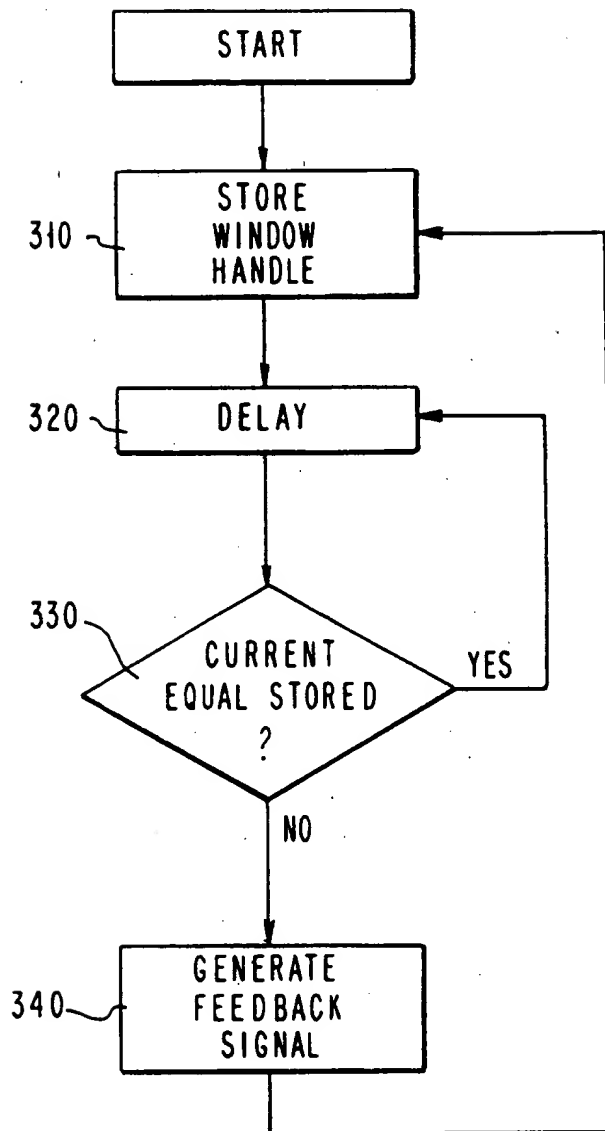 START
310
STORE
WINDOW
HANDLE
320
DELAY
330
CURRENT
EQUAL STORED
?
YES
NO
340
GENERATE
FEEDBACK
SIGNAL